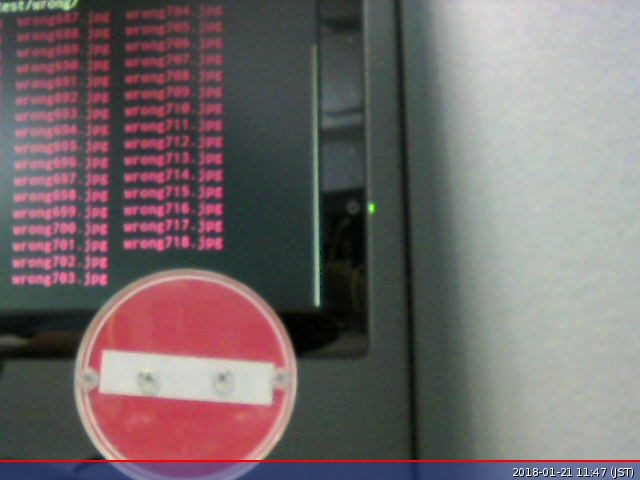 test/wrong/
wrong687.jpg wrong704.jpg
wrong688.jpg wrong705.jpg
wrong689.jpg wrong706.jpg
wrong690.jpg wrong707.jpg
wrong691.jpg wrong708.jpg
wrong692.jpg wrong709.jpg
wrong693.jpg wrong710.jpg
wrong694.jpg wrong711.jpg
wrong695.jpg wrong712.jpg
wrong696.jpg wrong713.jpg
wrong697.jpg wrong714.jpg
wrong698.jpg wrong715.jpg
wrong699.jpg wrong716.jpg
wrong700.jpg wrong717.jpg
wrong701.jpg wrong718.jpg
wrong702.jpg
wrong703.jpg
2018-01-21 11:47 (JST)